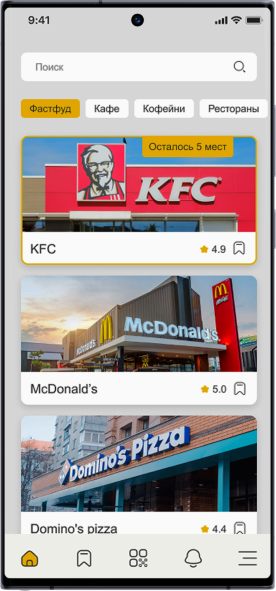 9:41
Поиск
Фастфуд Кафе Кофейни Рестораны
Осталось 5 мест
KFC
KFC 4.9
McDonald's
McDonald's
McDonald's 5.0
Domino's Pizza
Domino's pizza 4.4